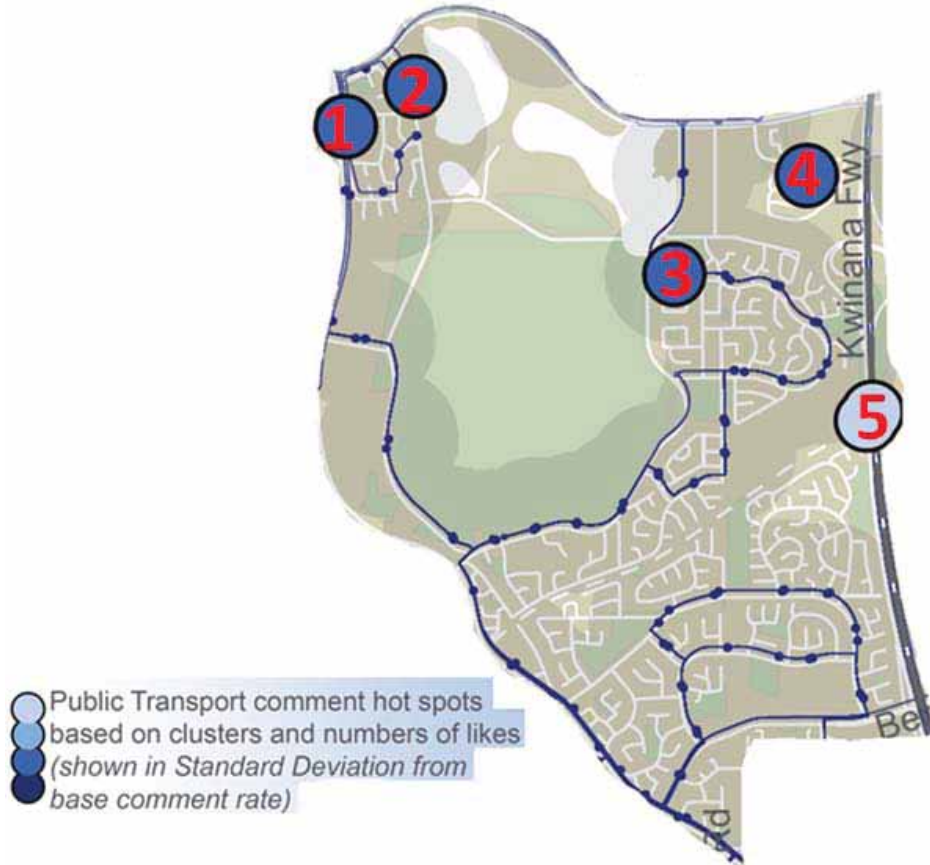 1
2
3
4
5
Kwinana Fwy
Be
Rd
Public Transport comment hot spots
based on clusters and numbers of likes
(shown in Standard Deviation from
base comment rate)